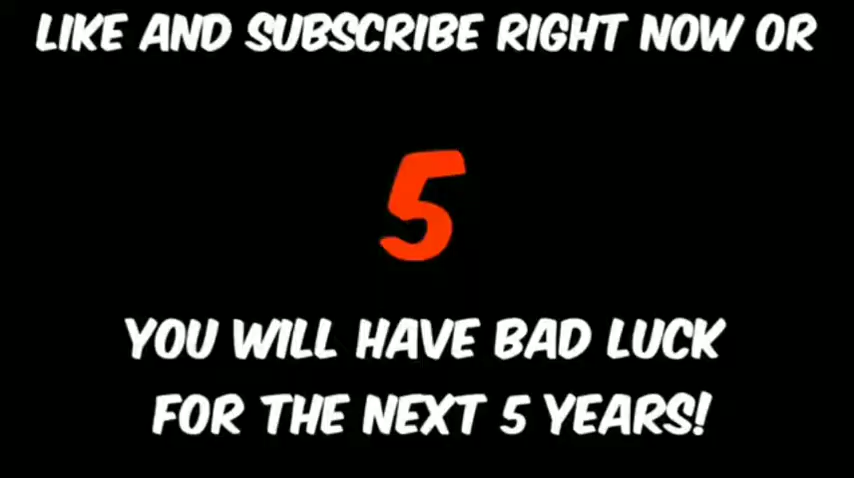 LIKE AND SUBSCRIBE RIGHT NOW OR
5
YOU WILL HAVE BAD LUCK
FOR THE NEXT 5 YEARS!